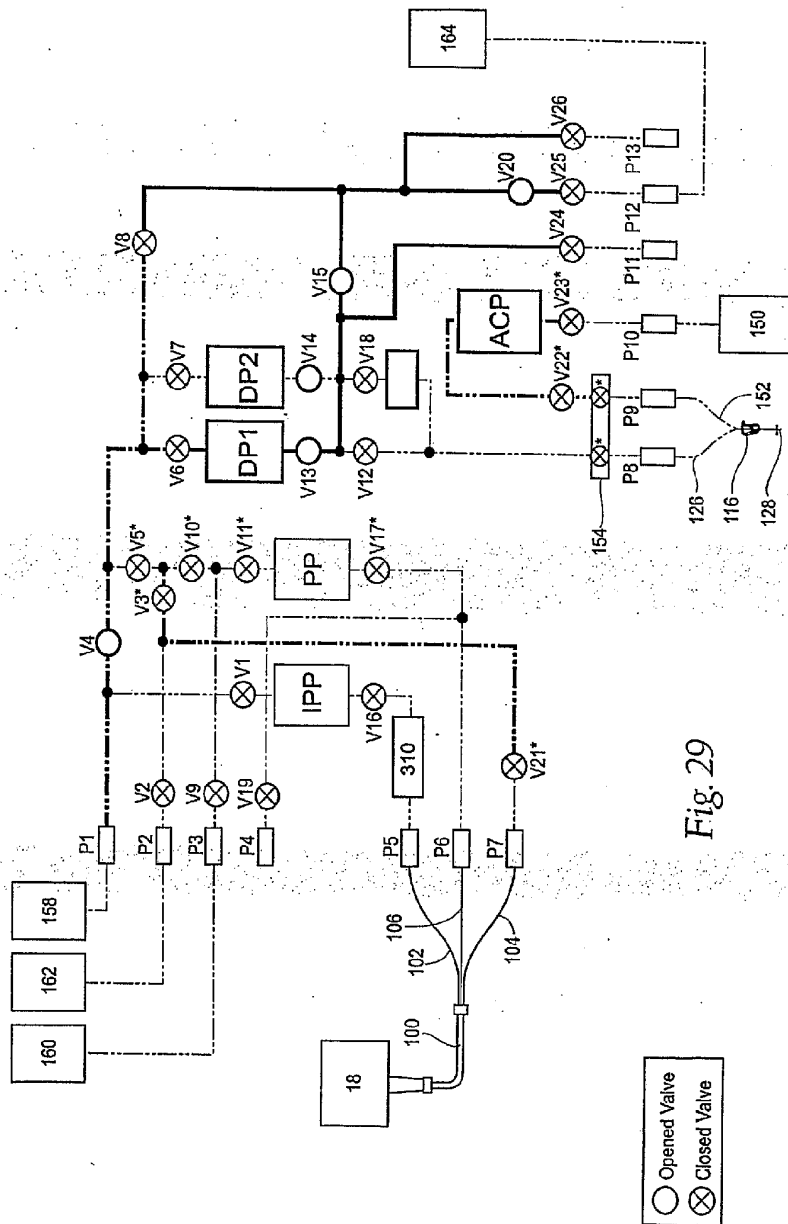 158
162
160
18
P1
P2
P3
P4
V2
V9
V19
V4
V1
IPP
V16
310
P5
P6
P7
102
106
104
100
V5*
V3*
V10*
V11*
PP
V17*
V21*
V8
V7
V6
DP2
DP1
V14
V13
V15
V18
V12
ACP
V22*
V23*
V24
V20
V25
V26
*
*
154
P8
P9
P10
P11
P12
P13
126
152
116
128
150
164
Fig. 29
Opened Valve
Closed Valve